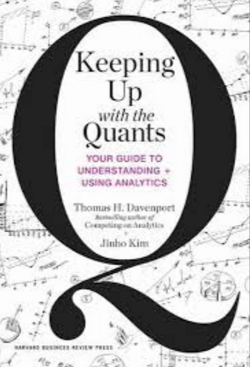 Keeping
Up
with the
Quants
YOUR GUIDE TO
UNDERSTANDING +
USING ANALYTICS
Thomas H. Davenport
Bestselling author of
Competing on Analytics
+
Jinho Kim
HARVARD BUSINESS REVIEW PRESS